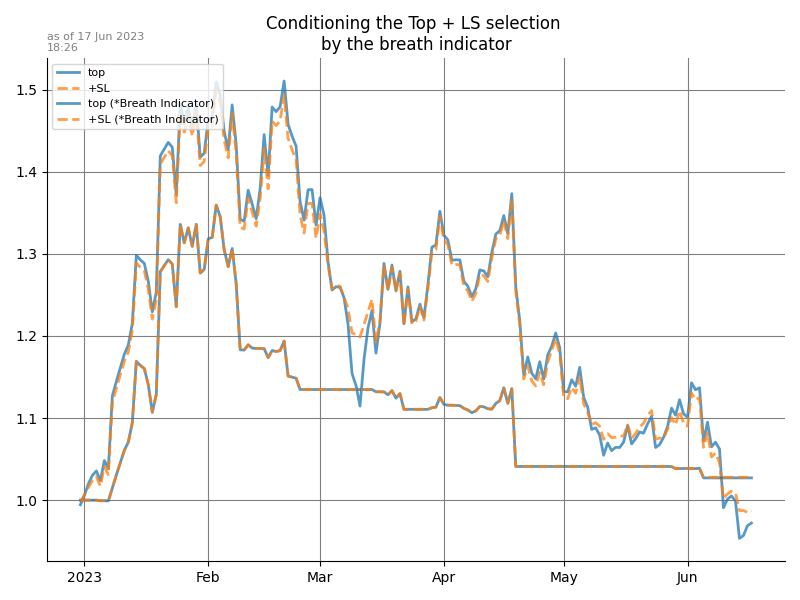 Conditioning the Top + LS selection
by the breath indicator
as of 17 Jun 2023
18:26
top
+SL
top (*Breath Indicator)
+SL (*Breath Indicator)
1.5
1.4
1.3
1.2
1.1
1.0
2023 Feb Mar Apr May Jun